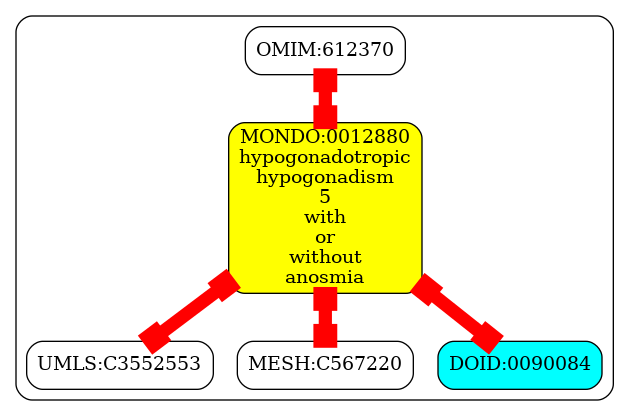 OMIM:612370
MONDO:0012880
hypogonadotropic
hypogonadism
5
with
or
without
anosmia
UMLS:C3552553
MESH:C567220
DOID:0090084